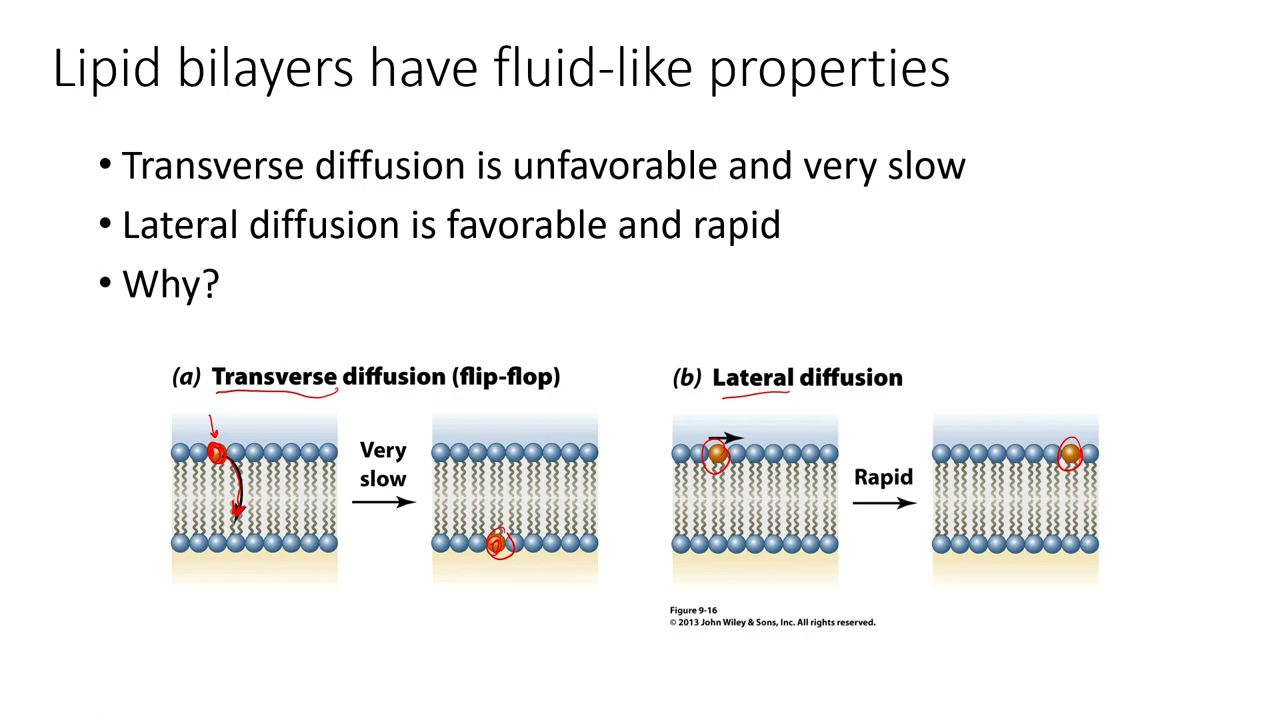 Lipid bilayers have fluid-like properties
• Transverse diffusion is unfavorable and very slow
• Lateral diffusion is favorable and rapid
• Why?
(a) Transverse diffusion (flip-flop)
Very
slow
(b) Lateral diffusion
Rapid
Figure 9-16
© 2013 John Wiley & Sons, Inc. All rights reserved.